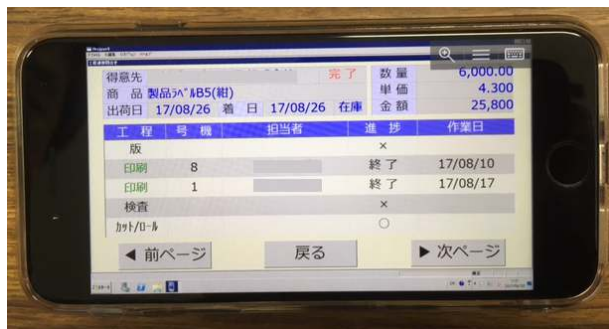 得意先 完了 数量 6,000.00
商品 製品ﾗﾍﾞﾙB5(紺) 単価 4.300
出荷日 17/08/26 着日 17/08/26 在庫 金額 25,800
工程 号機 担当者 進捗 作業日
版 ×
印刷 8 終了 17/08/10
印刷 1 終了 17/08/17
検査 ×
ｶｯﾄ/ﾛｰﾙ ○
◀ 前ページ 戻る ▶ 次ページ